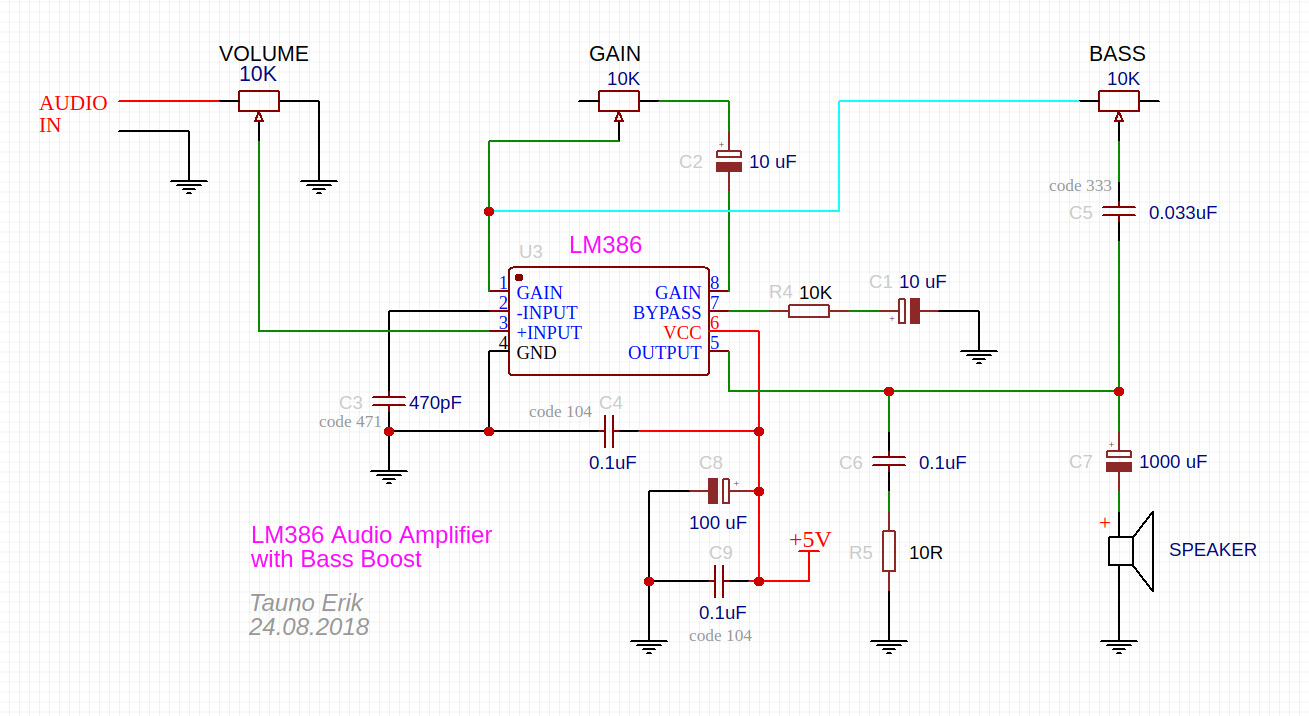 VOLUME
10K
GAIN
10K
BASS
10K
AUDIO
IN
C2
+
10 uF
code 333
C5
0.033uF
LM386
U3
1
GAIN
2
-INPUT
3
+INPUT
4
GND
GAIN
8
BYPASS
7
VCC
6
OUTPUT
5
R4
10K
C1
10 uF
+
C3
470pF
code 471
code 104
C4
0.1uF
C8
+
100 uF
C9
0.1uF
code 104
+5V
C6
0.1uF
R5
10R
C7
+
1000 uF
+
SPEAKER
LM386 Audio Amplifier
with Bass Boost
Tauno Erik
24.08.2018